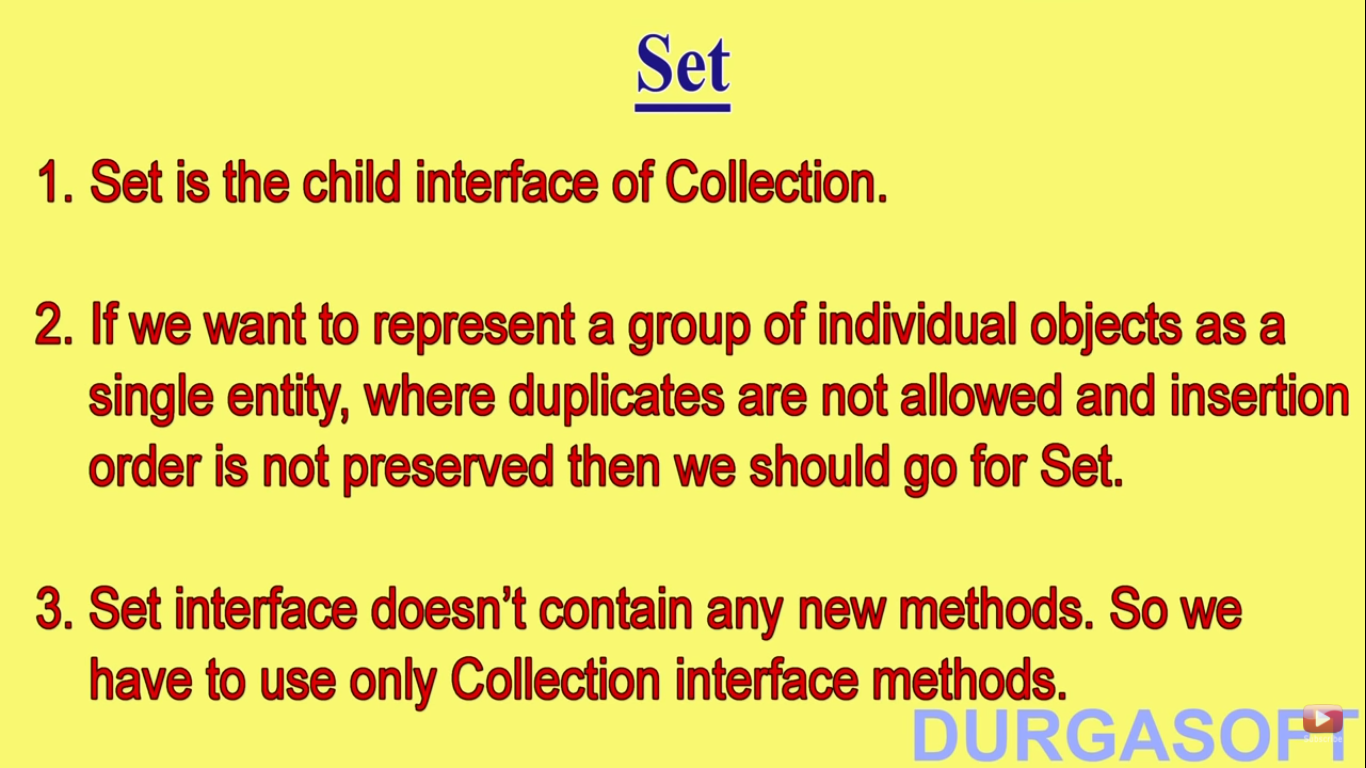 Set
1. Set is the child interface of Collection.
2. If we want to represent a group of individual objects as a
single entity, where duplicates are not allowed and insertion
order is not preserved then we should go for Set.
3. Set interface doesn’t contain any new methods. So we
have to use only Collection interface methods.
DURGASOFT
Subscribe